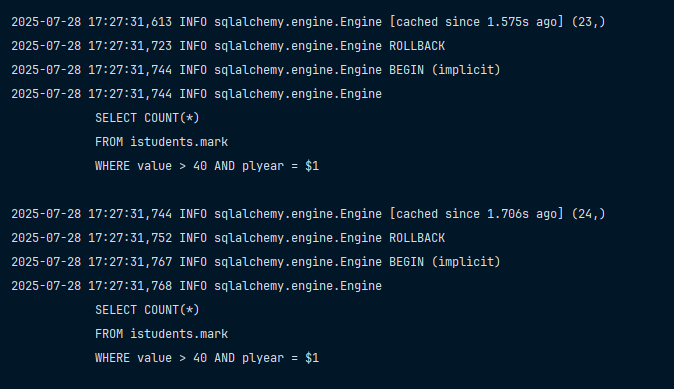 2025-07-28 17:27:31,613 INFO sqlalchemy.engine.Engine [cached since 1.575s ago] (23,)
2025-07-28 17:27:31,723 INFO sqlalchemy.engine.Engine ROLLBACK
2025-07-28 17:27:31,744 INFO sqlalchemy.engine.Engine BEGIN (implicit)
2025-07-28 17:27:31,744 INFO sqlalchemy.engine.Engine
SELECT COUNT(*)
FROM istudents.mark
WHERE value > 40 AND plyear = $1
2025-07-28 17:27:31,744 INFO sqlalchemy.engine.Engine [cached since 1.706s ago] (24,)
2025-07-28 17:27:31,752 INFO sqlalchemy.engine.Engine ROLLBACK
2025-07-28 17:27:31,767 INFO sqlalchemy.engine.Engine BEGIN (implicit)
2025-07-28 17:27:31,768 INFO sqlalchemy.engine.Engine
SELECT COUNT(*)
FROM istudents.mark
WHERE value > 40 AND plyear = $1